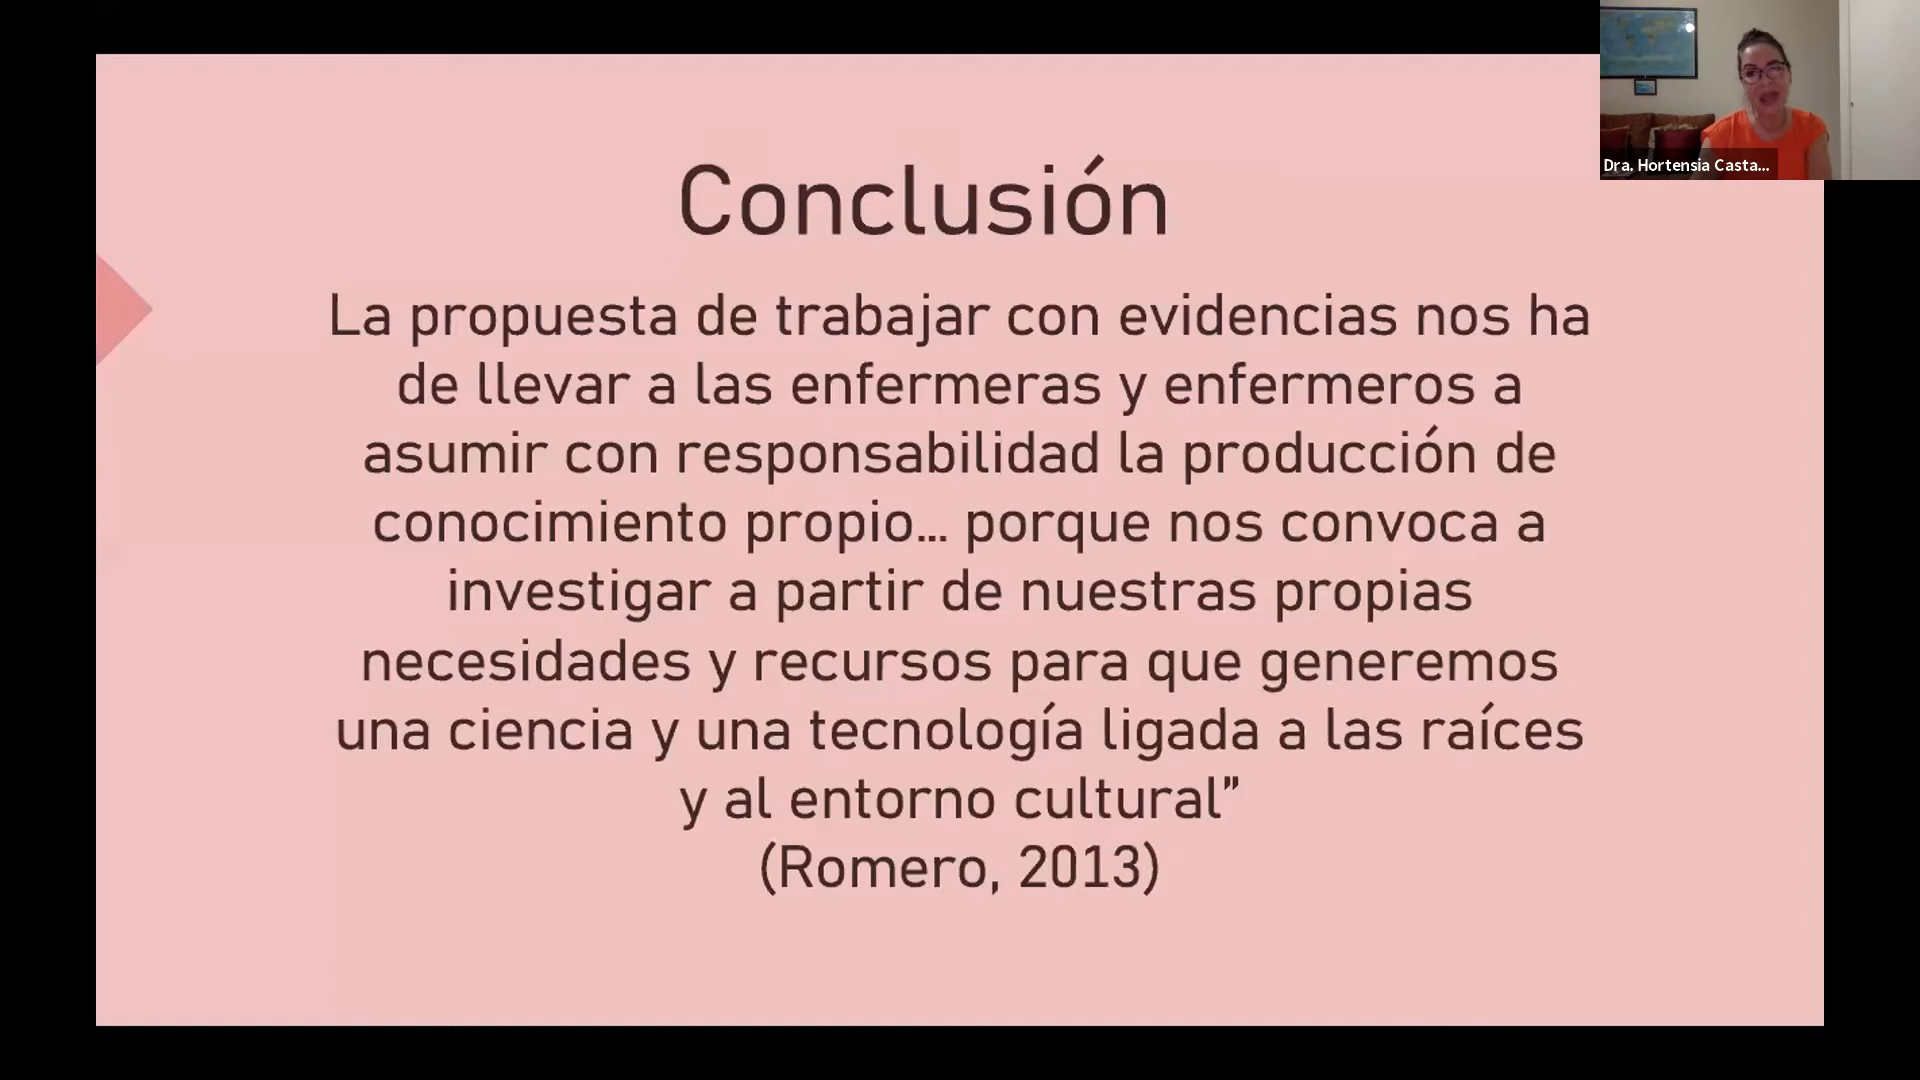 Conclusión
La propuesta de trabajar con evidencias nos ha
de llevar a las enfermeras y enfermeros a
asumir con responsabilidad la producción de
conocimiento propio... porque nos convoca a
investigar a partir de nuestras propias
necesidades y recursos para que generemos
una ciencia y una tecnología ligada a las raíces
y al entorno cultural”
(Romero, 2013)
Dra. Hortensia Casta...